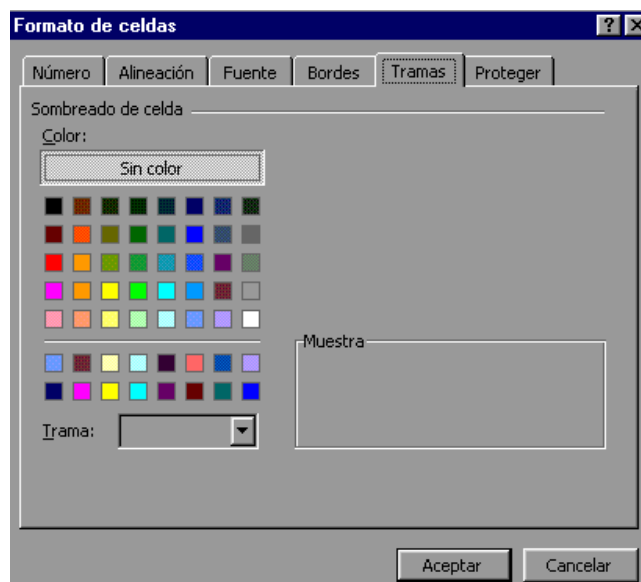 Formato de celdas
Número Alineación Fuente Bordes Tramas Proteger
Sombreado de celda
Color:
Sin color
Muestra
Trama:
Aceptar Cancelar